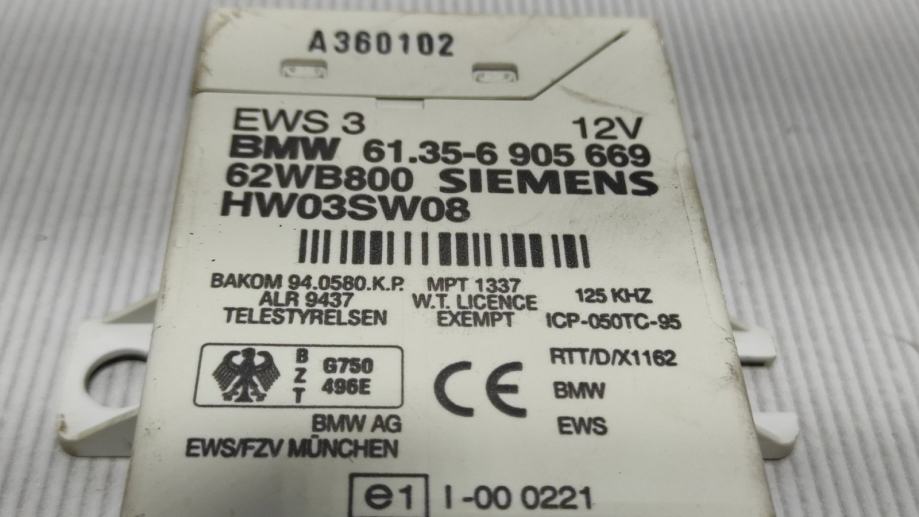 A360102
EWS 3 12V
BMW 61.35-6 905 669
62WB800 SIEMENS
HW03SW08
BAKOM 94.0580.K.P. MPT 1337
ALR 9437 W.T. LICENCE 125 KHZ
TELESTYRELSEN EXEMPT ICP-050TC-95
BZT G750 496E
RTT/D/X1162
CE
BMW
BMW AG EWS
EWS/FZV MÜNCHEN
e1 I-00 0221